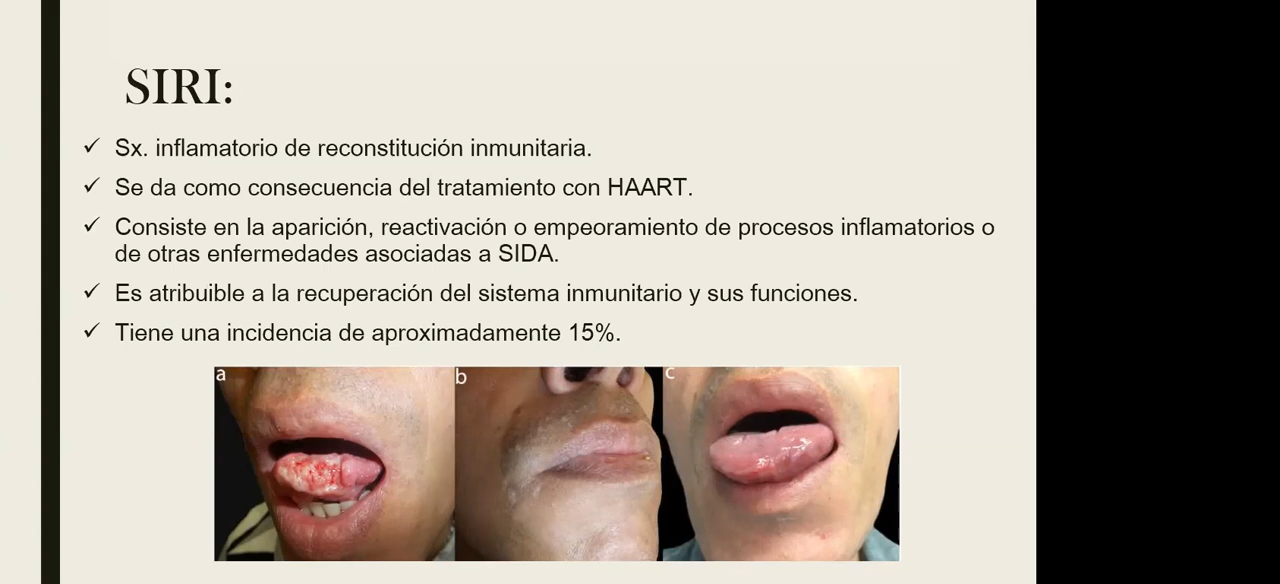 SIRI:
✓ Sx. inflamatorio de reconstitución inmunitaria.
✓ Se da como consecuencia del tratamiento con HAART.
✓ Consiste en la aparición, reactivación o empeoramiento de procesos inflamatorios o
de otras enfermedades asociadas a SIDA.
✓ Es atribuible a la recuperación del sistema inmunitario y sus funciones.
✓ Tiene una incidencia de aproximadamente 15%.
a b c